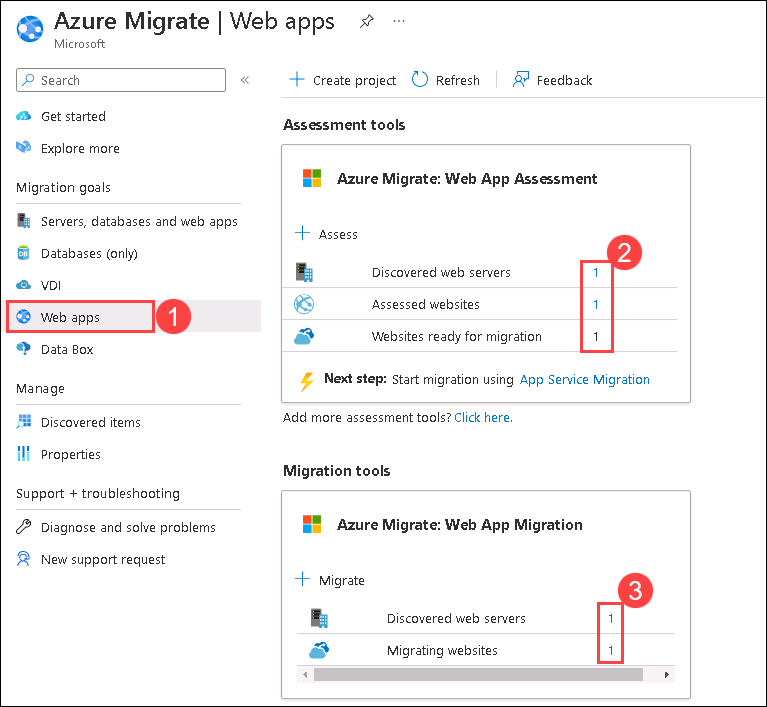 Azure Migrate | Web apps
Microsoft
Search
Create project
Refresh
Feedback
Get started
Explore more
Migration goals
Servers, databases and web apps
Databases (only)
VDI
Web apps
1
Data Box
Manage
Discovered items
Properties
Support + troubleshooting
Diagnose and solve problems
New support request
Assessment tools
Azure Migrate: Web App Assessment
Assess
2
Discovered web servers 1
Assessed websites 1
Websites ready for migration 1
Next step: Start migration using App Service Migration
Add more assessment tools? Click here.
Migration tools
Azure Migrate: Web App Migration
Migrate
3
Discovered web servers 1
Migrating websites 1